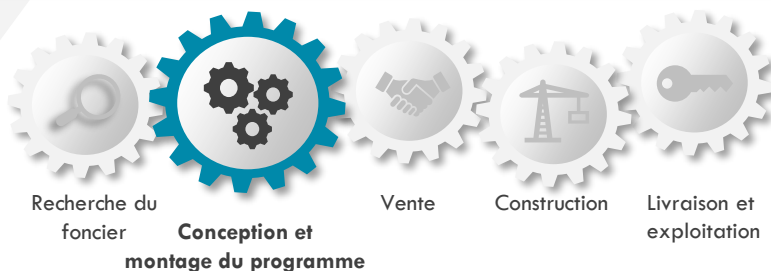 Recherche du
foncier
Conception et
montage du programme
Vente
Construction
Livraison et
exploitation